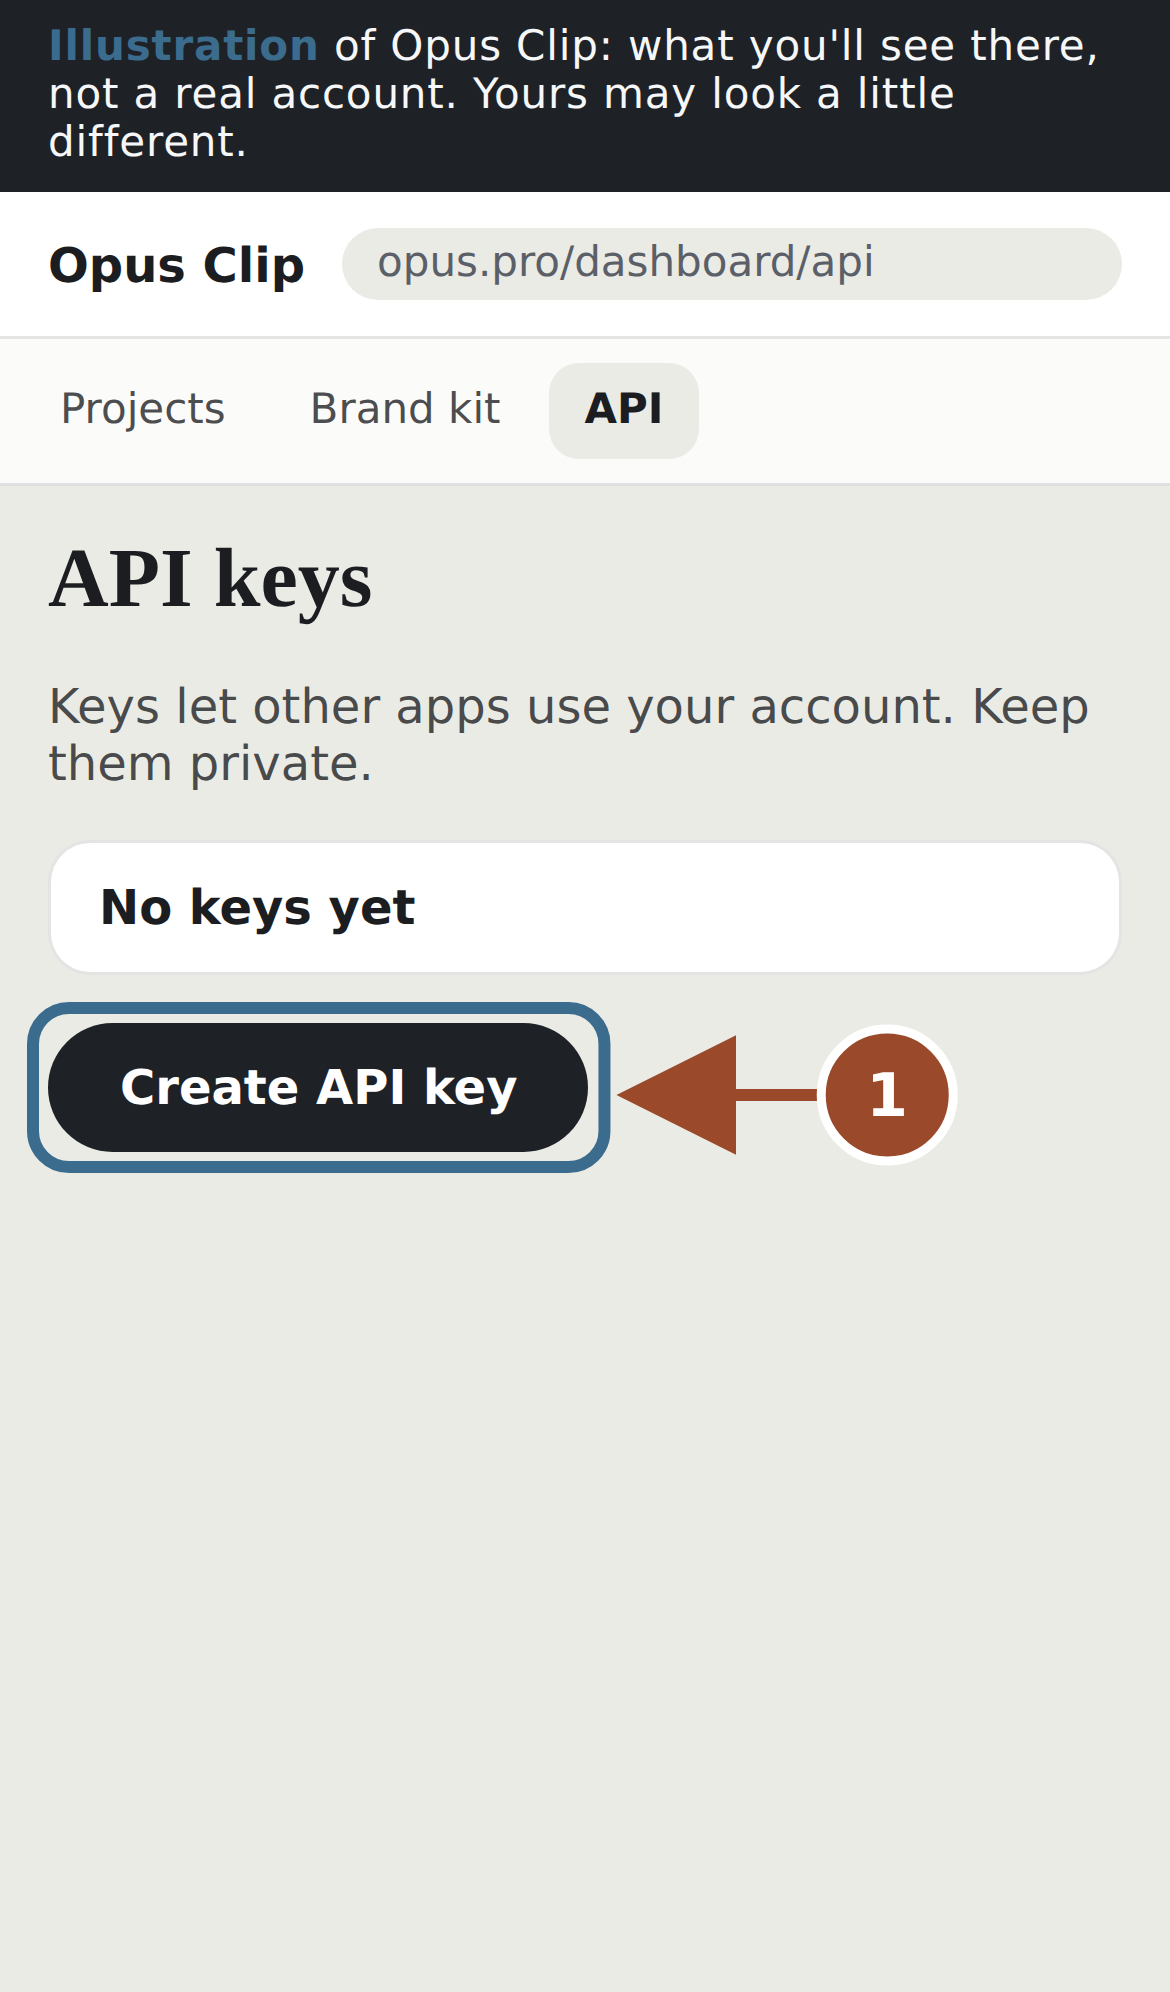 Illustration of Opus Clip: what you'll see there,
not a real account. Yours may look a little
different.
Opus Clip
opus.pro/dashboard/api
Projects
Brand kit
API
API keys
Keys let other apps use your account. Keep
them private.
No keys yet
Create API key
1